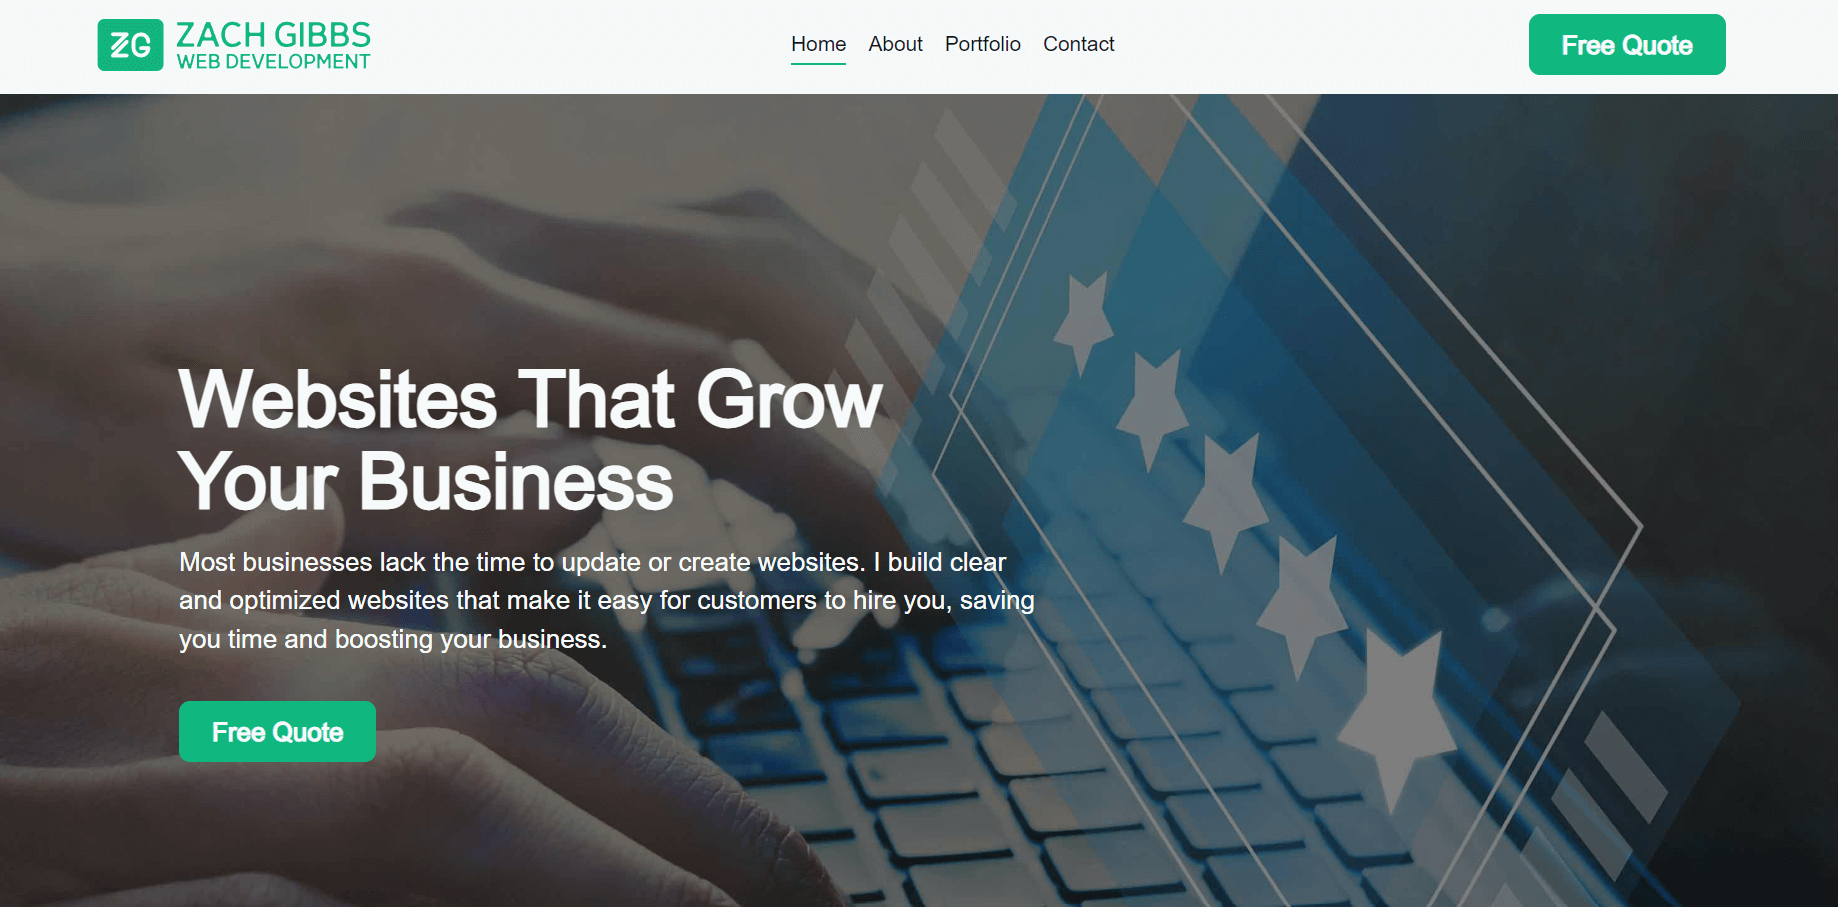 ZG
ZACH GIBBS
WEB DEVELOPMENT
Home About Portfolio Contact
Free Quote
Websites That Grow
Your Business
Most businesses lack the time to update or create websites. I build clear
and optimized websites that make it easy for customers to hire you, saving
you time and boosting your business.
Free Quote